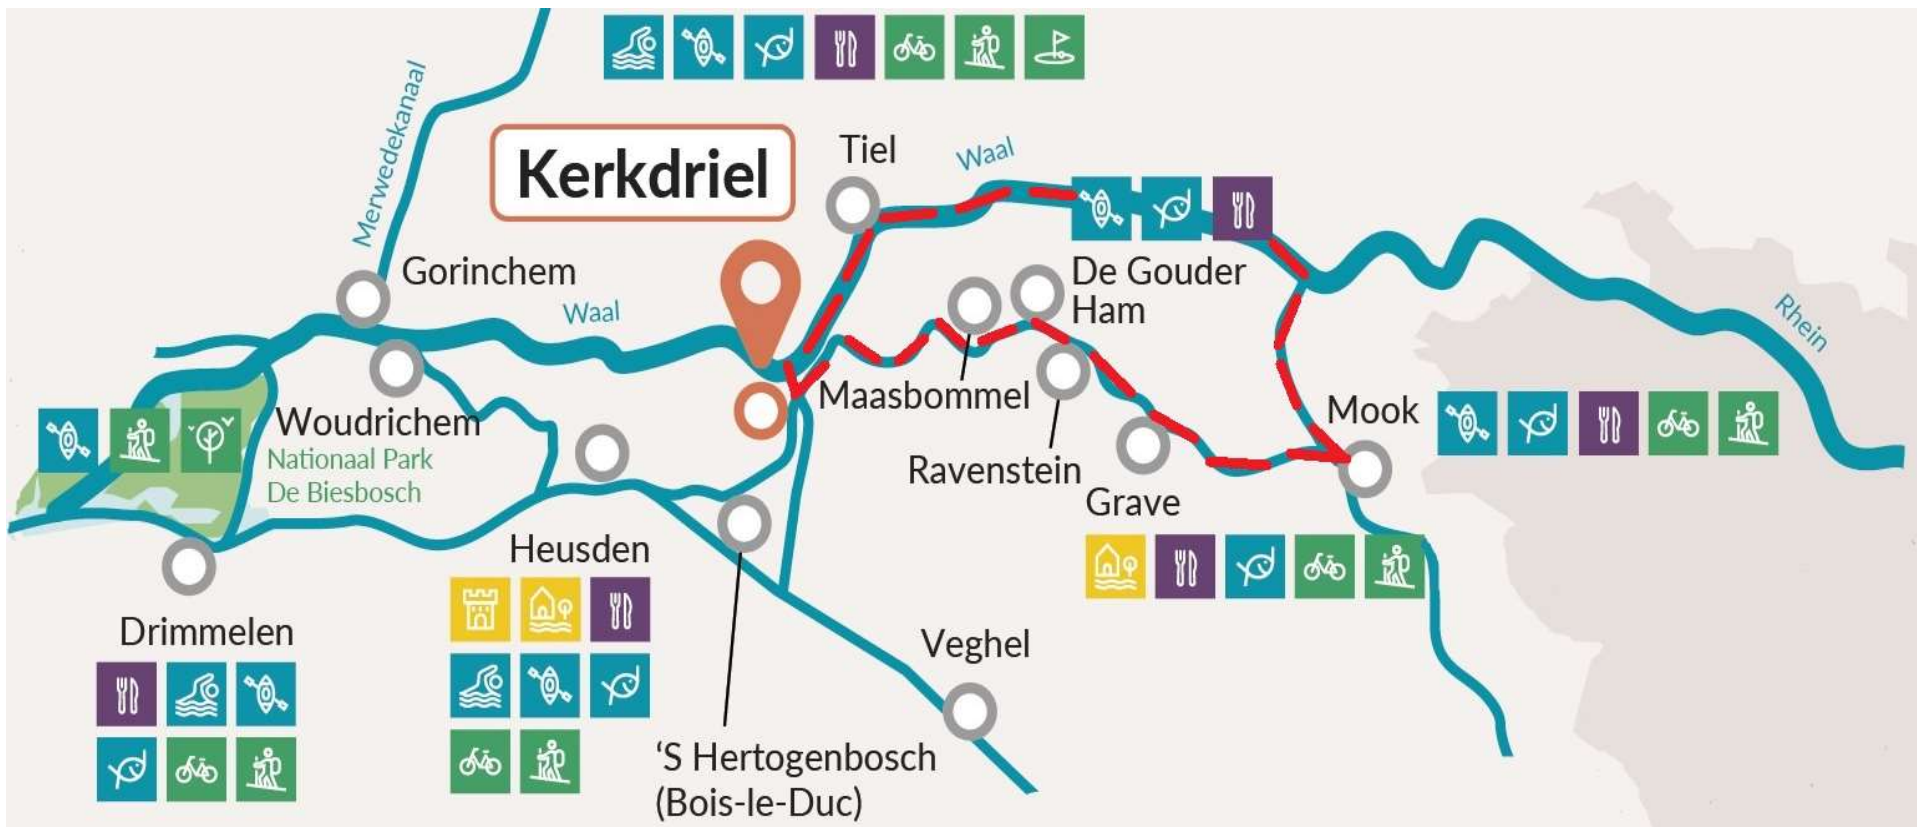 Merwedekanaal
Kerkdriel
Tiel
Waal
Gorinchem
Waal
De Gouder
Ham
Rhein
Maasbommel
Mook
Woudrichem
Nationaal Park
De Biesbosch
Ravenstein
Grave
Heusden
Drimmelen
Veghel
‘S Hertogenbosch
(Bois-le-Duc)